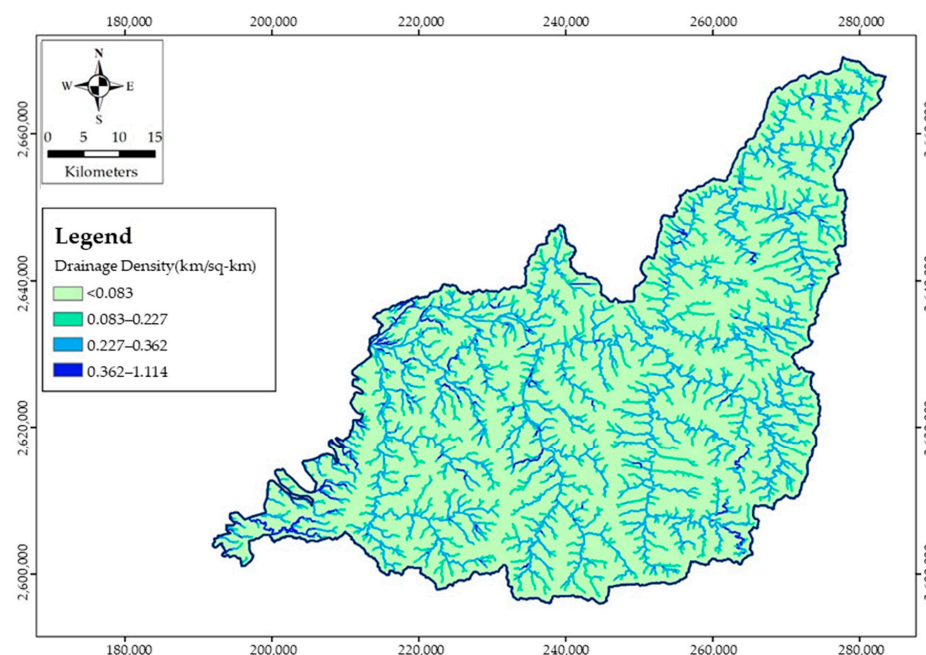 180,000 200,000 220,000 240,000 260,000 280,000
N
W E
S
0 5 10 15
Kilometers
2,660,000
2,640,000
2,620,000
2,600,000
Legend
Drainage Density(km/sq-km)
<0.083
0.083–0.227
0.227–0.362
0.362–1.114
180,000 200,000 220,000 240,000 260,000 280,000